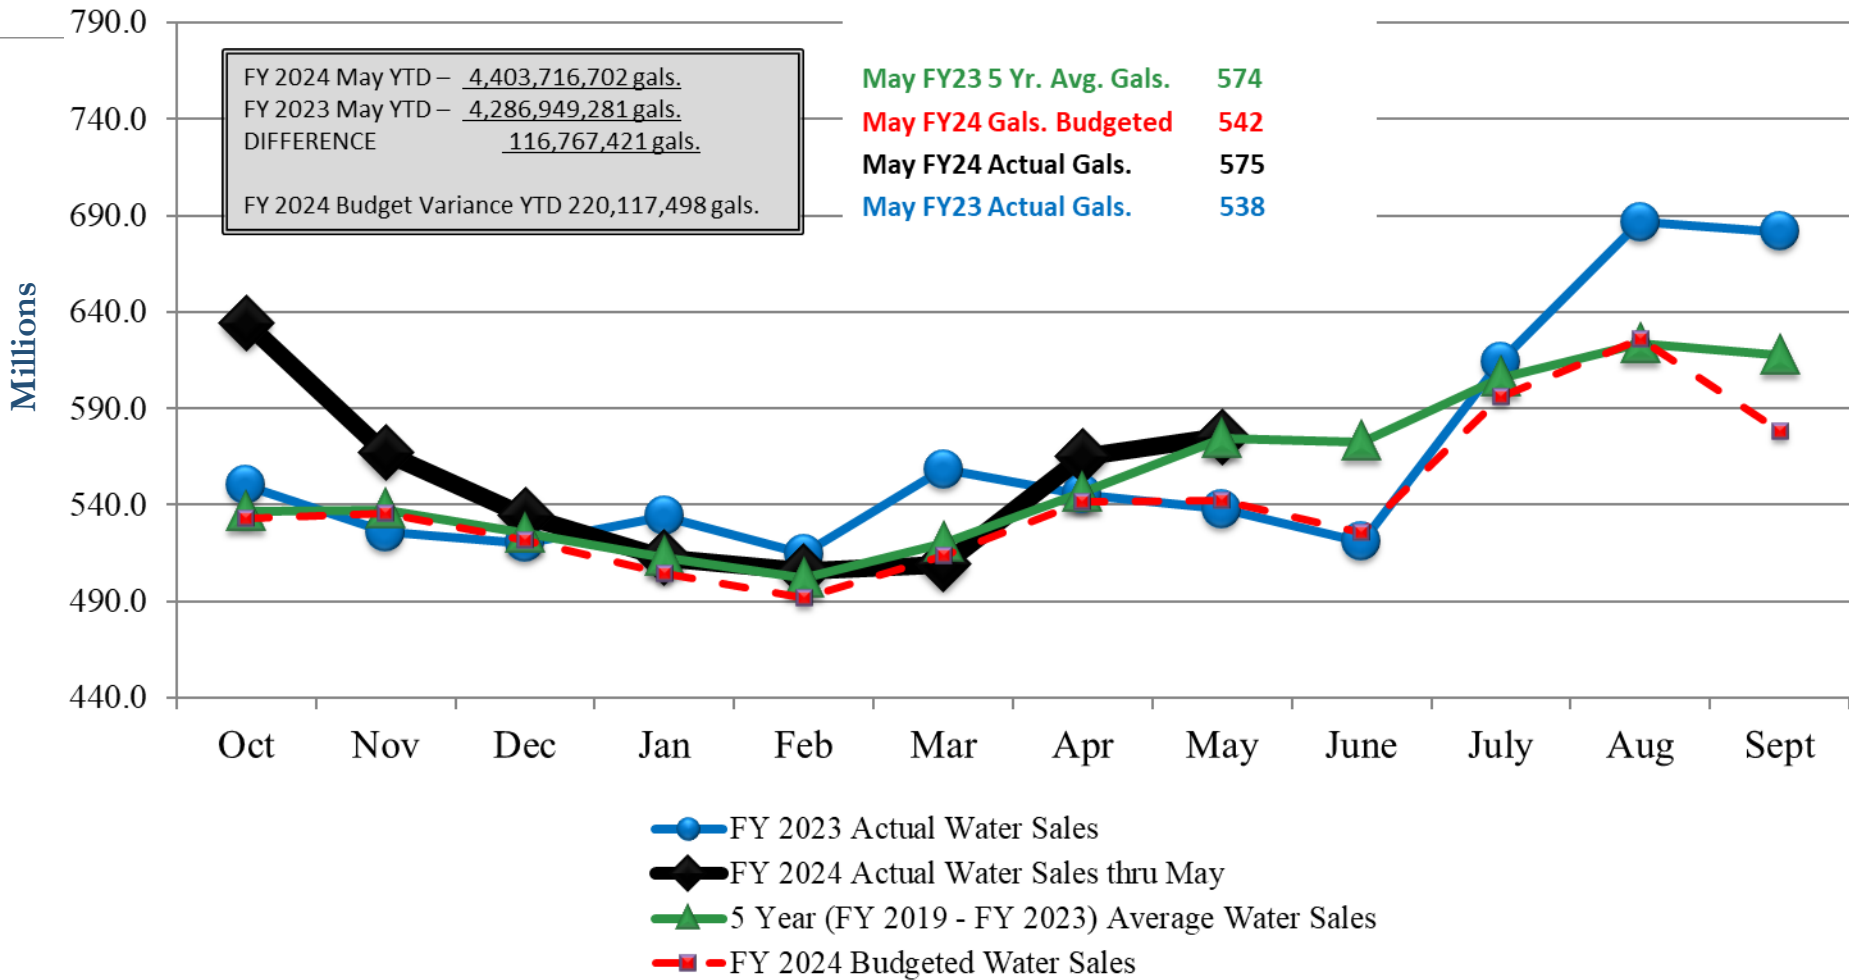 790.0
740.0
690.0
640.0
590.0
540.0
490.0
440.0
Millions
FY 2024 May YTD – 4,403,716,702 gals.
FY 2023 May YTD – 4,286,949,281 gals.
DIFFERENCE 116,767,421 gals.
FY 2024 Budget Variance YTD 220,117,498 gals.
May FY23 5 Yr. Avg. Gals. 574
May FY24 Gals. Budgeted 542
May FY24 Actual Gals. 575
May FY23 Actual Gals. 538
Oct Nov Dec Jan Feb Mar Apr May June July Aug Sept
FY 2023 Actual Water Sales
FY 2024 Actual Water Sales thru May
5 Year (FY 2019 - FY 2023) Average Water Sales
FY 2024 Budgeted Water Sales